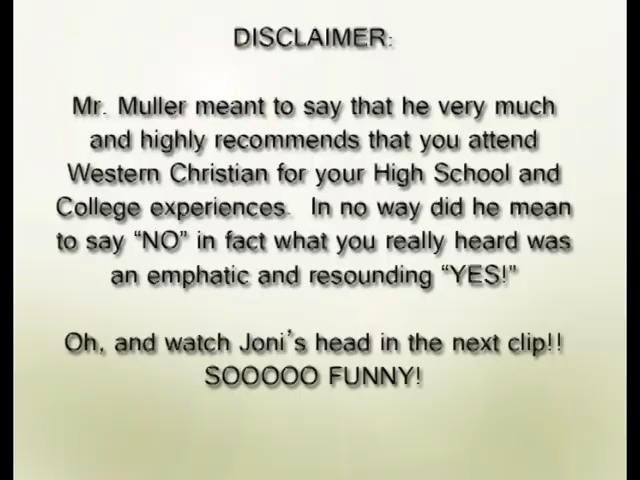 DISCLAIMER:
Mr. Muller meant to say that he very much
and highly recommends that you attend
Western Christian for your High School and
College experiences.  In no way did he mean
to say “NO” in fact what you really heard was
an emphatic and resounding “YES!”
Oh, and watch Joni’s head in the next clip!!
SOOOOO FUNNY!